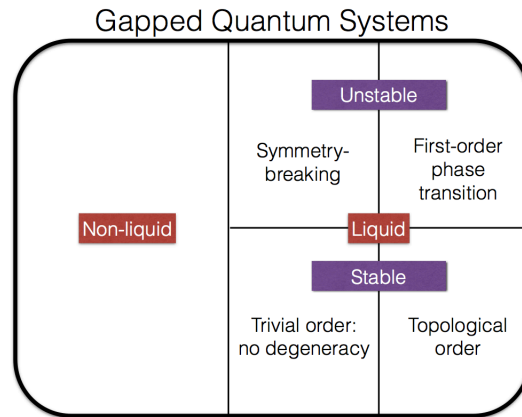 Gapped Quantum Systems
Unstable
Symmetry-
breaking
First-order
phase
transition
Non-liquid
Liquid
Stable
Trivial order:
no degeneracy
Topological
order